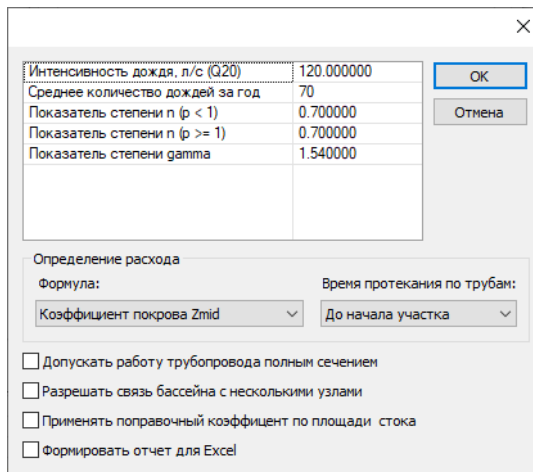 Интенсивность дождя, л/с (Q20) 120.000000
Среднее количество дождей за год 70
Показатель степени n (p < 1) 0.700000
Показатель степени n (p >= 1) 0.700000
Показатель степени gamma 1.540000
OK
Отмена
Определение расхода
Формула: Время протекания по трубам:
Коэффициент покрова Zmid До начала участка
Допускать работу трубопровода полным сечением
Разрешать связь бассейна с несколькими узлами
Применять поправочный коэффицент по площади стока
Формировать отчет для Excel